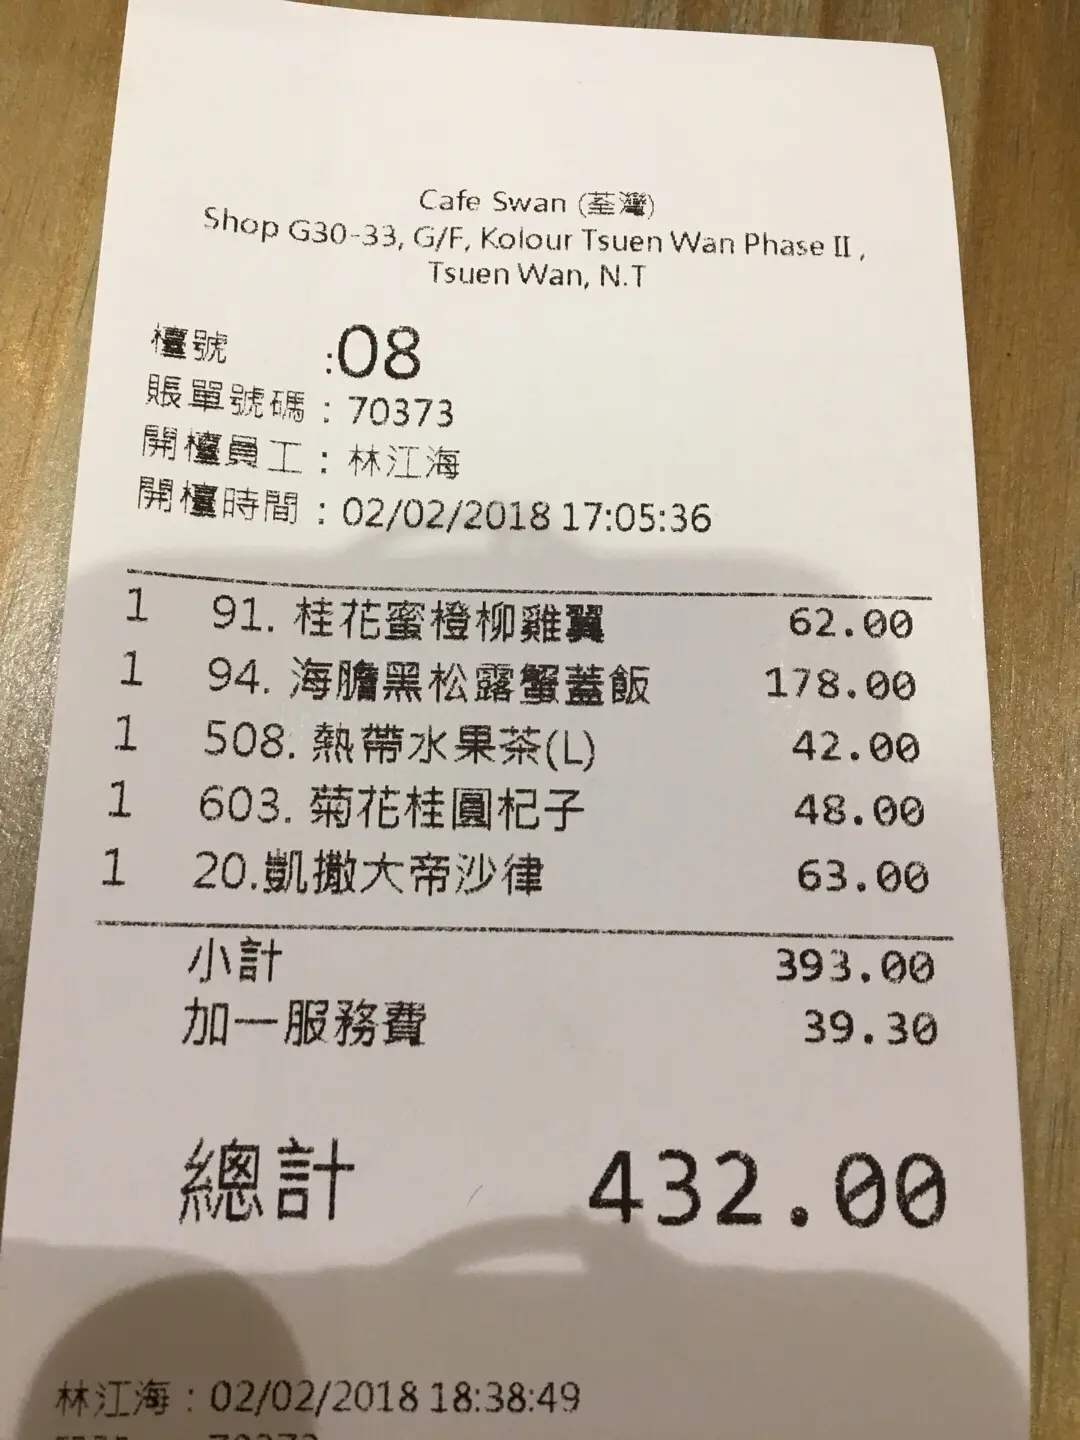 Cafe Swan (荃灣)
Shop G30-33, G/F, Kolour Tsuen Wan Phase II ,
Tsuen Wan, N.T
檯號 :08
賬單號碼 : 70373
開檯員工 : 林江海
開檯時間 : 02/02/2018 17:05:36
1 91. 桂花蜜橙柳雞翼 62.00
1 94. 海膽黑松露蟹蓋飯 178.00
1 508. 熱帶水果茶(L) 42.00
1 603. 菊花桂圓杞子 48.00
1 20.凱撒大帝沙律 63.00
小計 393.00
加一服務費 39.30
總計 432.00
林江海 : 02/02/2018 18:38:49